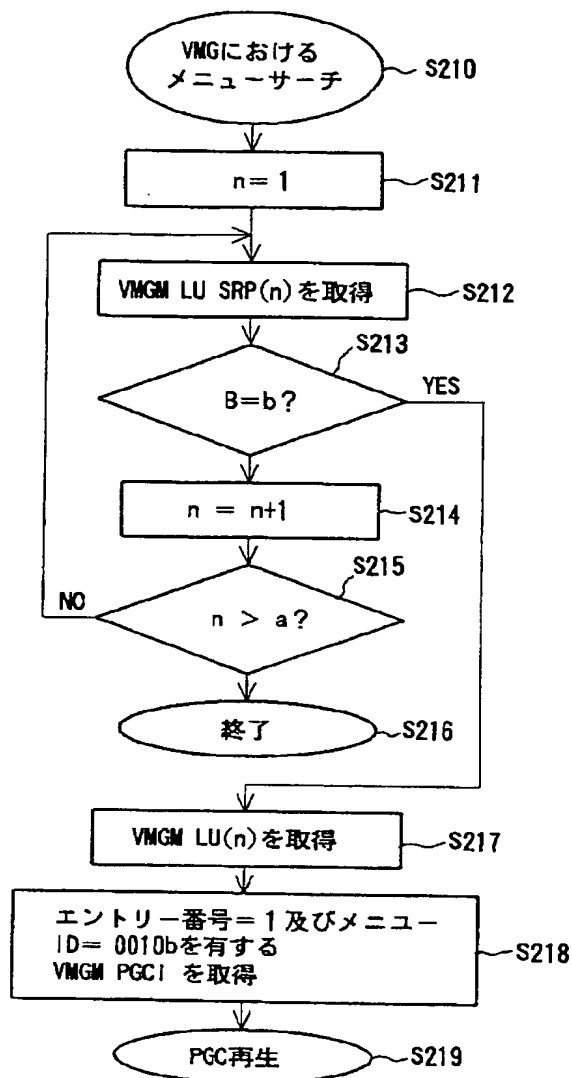 VMGにおける
メニューサーチ
S210
n= 1
S211
VMGM LU SRP(n)を取得
S212
S213
B=b?
YES
n = n+1
S214
S215
NO
n > a?
終了
S216
VMGM LU(n)を取得
S217
エントリー番号=1及びメニュー
ID= 0010bを有する
VMGM PGCI を取得
S218
PGC再生
S219